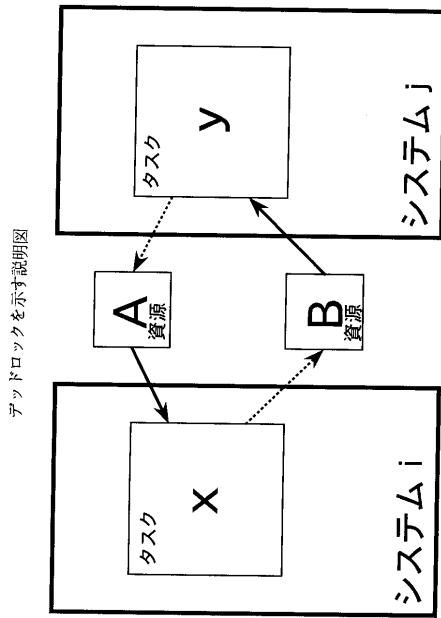 デッドロックを示す説明図
システム i
タスク
x
A
資源
B
資源
システム j
タスク
y